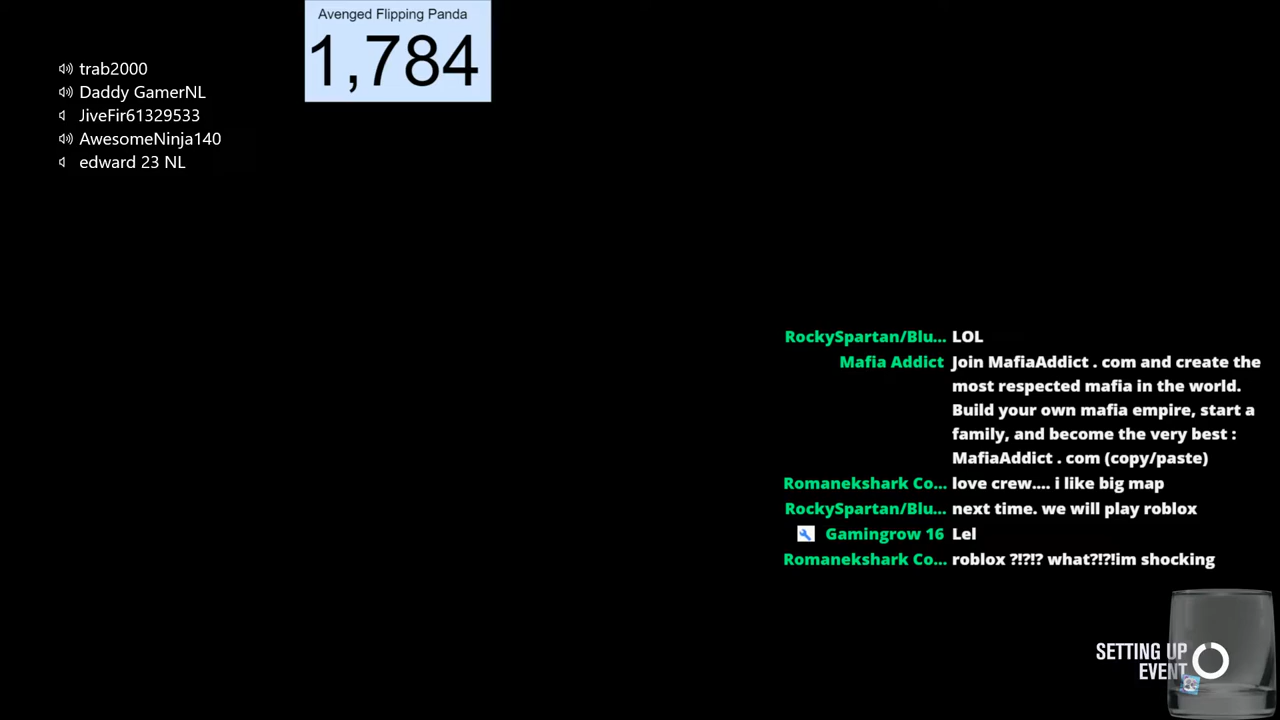 Avenged Flipping Panda
1,784
trab2000
Daddy GamerNL
JiveFir61329533
AwesomeNinja140
edward 23 NL
RockySpartan/Blu... LOL
Mafia Addict Join MafiaAddict . com and create the
most respected mafia in the world.
Build your own mafia empire, start a
family, and become the very best :
MafiaAddict . com (copy/paste)
Romanekshark Co... love crew.... i like big map
RockySpartan/Blu... next time. we will play roblox
Gamingrow 16 Lel
Romanekshark Co... roblox ?!?!? what?!?!im shocking
SETTING UP
EVENT